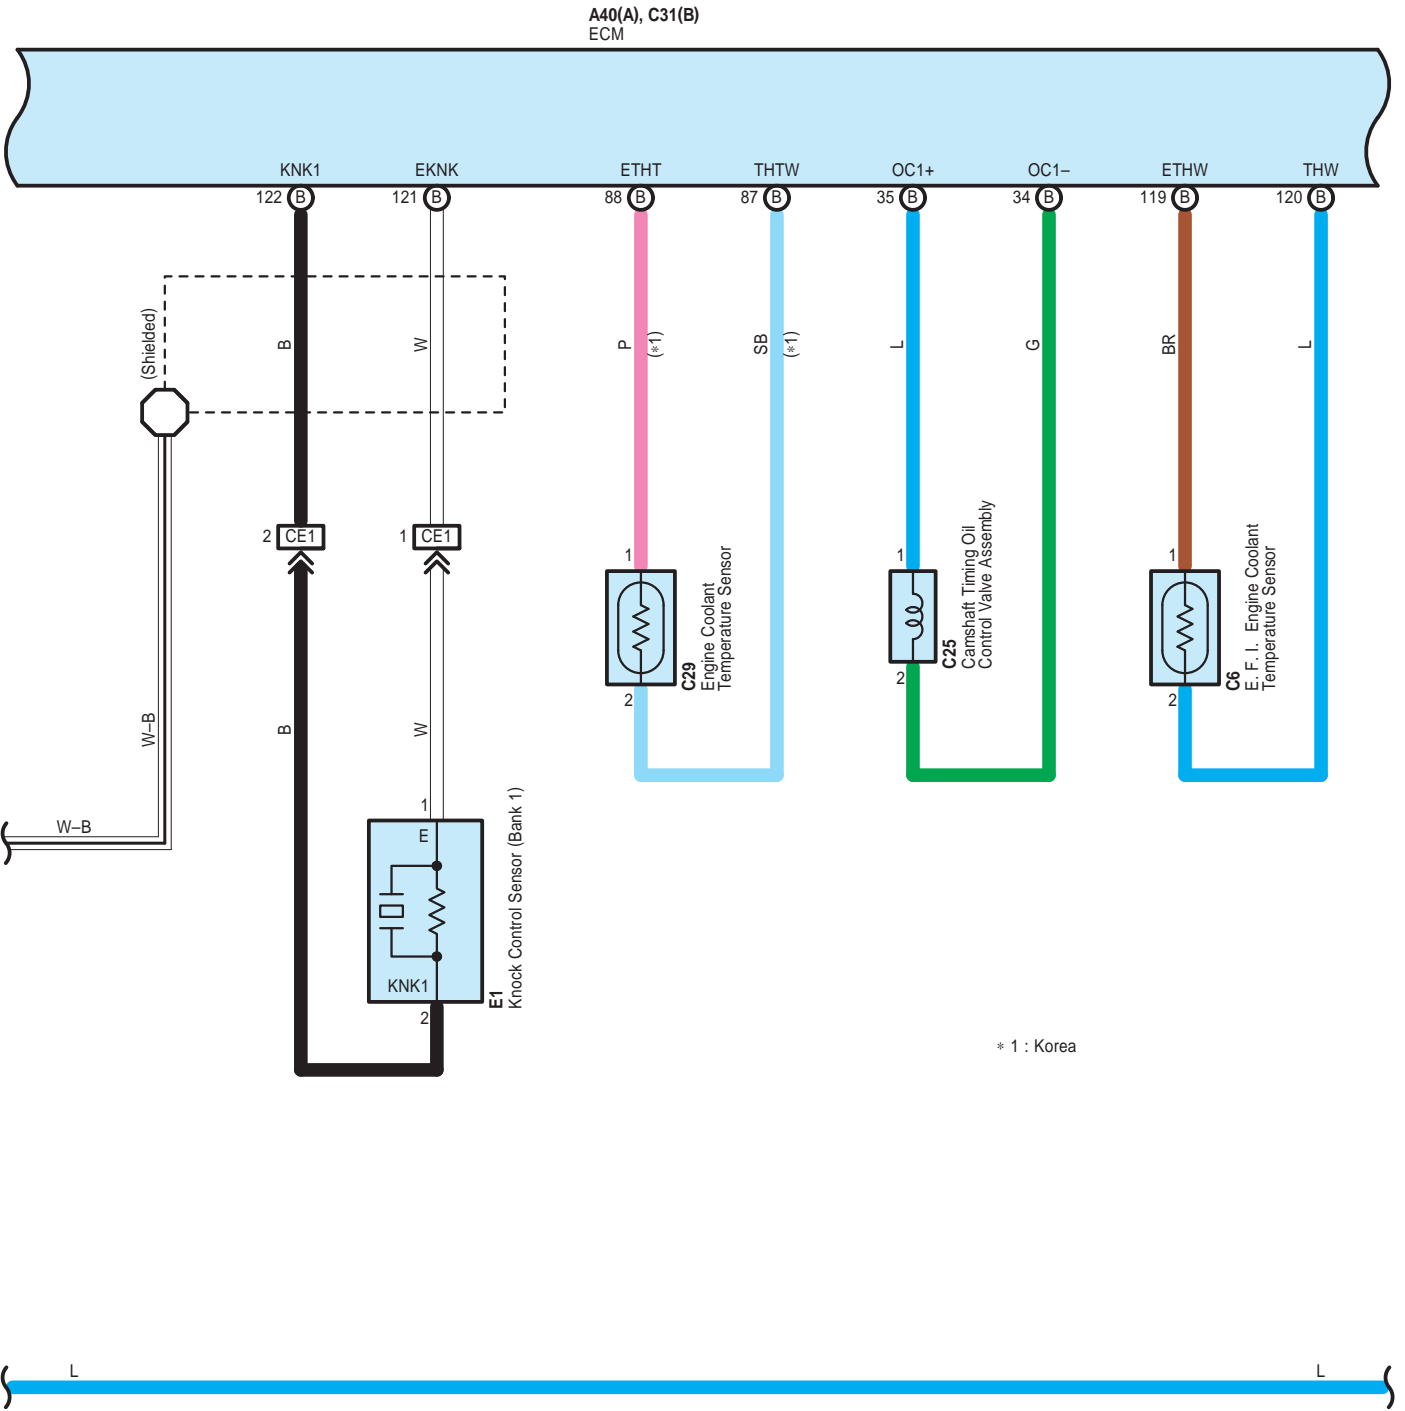 A40(A), C31(B)
ECM
KNK1
EKNK
ETHT
THTW
OC1+
OC1–
ETHW
THW
122 B
121 B
88 B
87 B
35 B
34 B
119 B
120 B
(Shielded)
B
W
P
(*1)
SB
(*1)
L
G
BR
L
2 CE1
1 CE1
1
1
1
C29
Engine Coolant
Temperature Sensor
C25
Camshaft Timing Oil
Control Valve Assembly
C6
E. F. I. Engine Coolant
Temperature Sensor
2
2
2
W–B
B
W
W–B
1
E
KNK1
2
E1
Knock Control Sensor (Bank 1)
* 1 : Korea
L
L